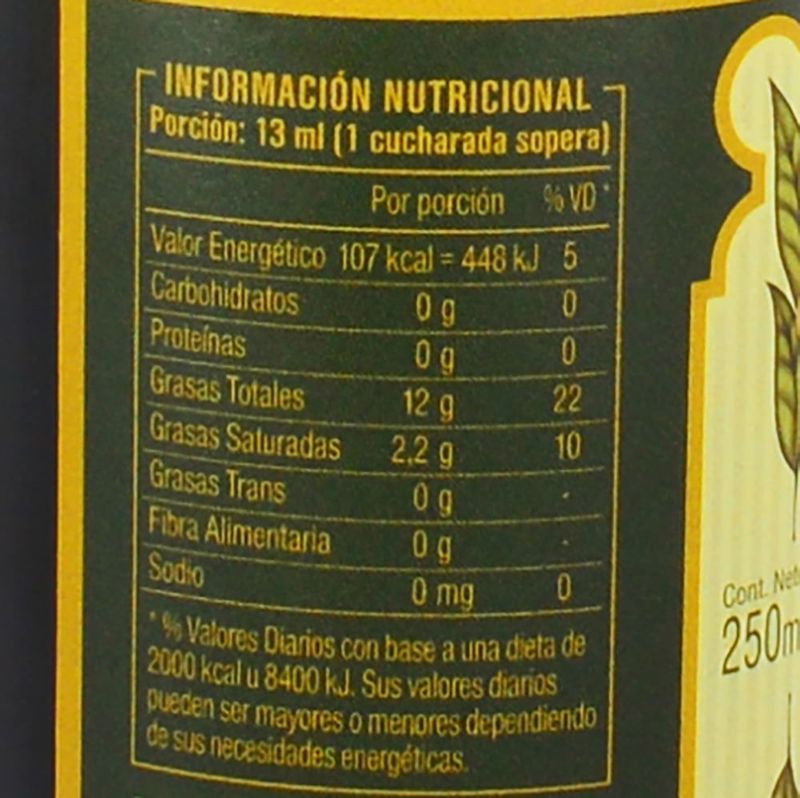 INFORMACIÓN NUTRICIONAL
Porción: 13 ml (1 cucharada sopera)
Por porción % VD *
Valor Energético 107 kcal = 448 kJ 5
Carbohidratos 0 g 0
Proteínas 0 g 0
Grasas Totales 12 g 22
Grasas Saturadas 2,2 g 10
Grasas Trans 0 g -
Fibra Alimentaria 0 g -
Sodio 0 mg 0
* % Valores Diarios con base a una dieta de
2000 kcal u 8400 kJ. Sus valores diarios
pueden ser mayores o menores dependiendo
de sus necesidades energéticas.
Cont. Net
250m